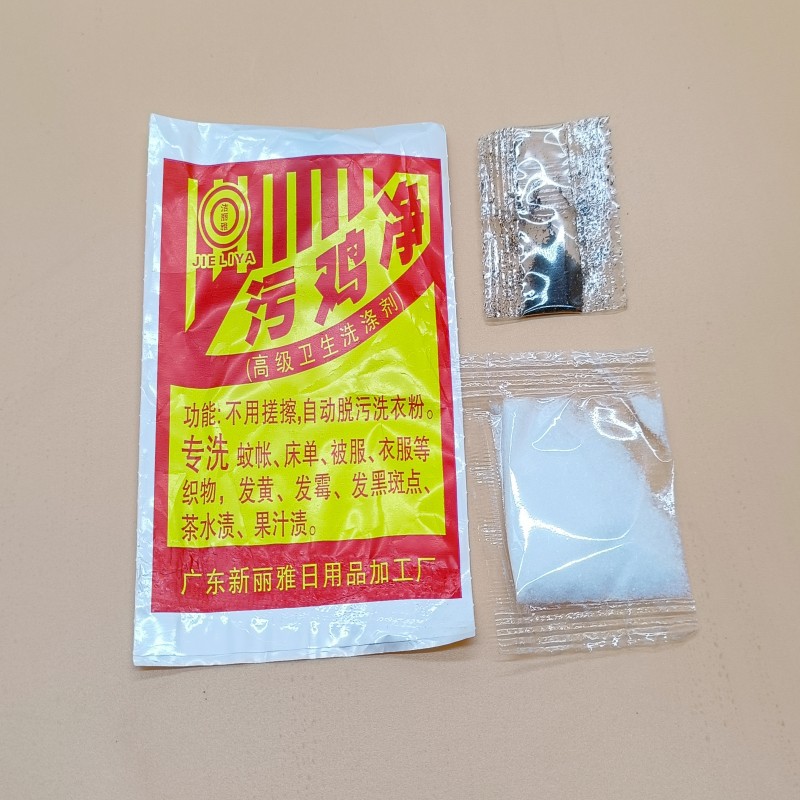 洁丽雅
JIELIYA
污鸡净
(高级卫生洗涤剂)
功能:不用搓擦,自动脱污洗衣粉。
专洗 蚊帐、床单、被服、衣服等
织物，发黄、发霉、发黑斑点、
茶水渍、果汁渍。
广东新丽雅日用品加工厂